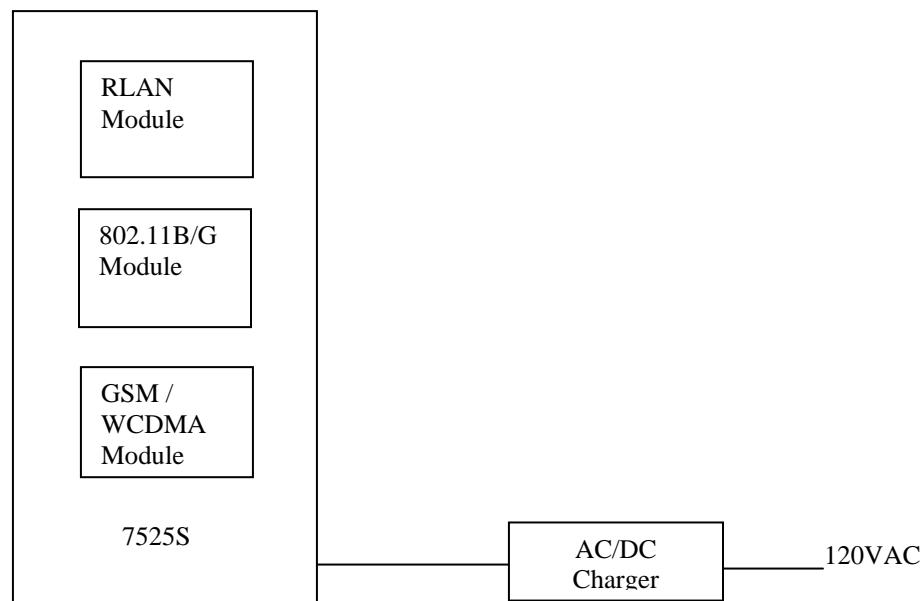 RLAN
Module
802.11B/G
Module
GSM /
WCDMA
Module
7525S
AC/DC
Charger
120VAC